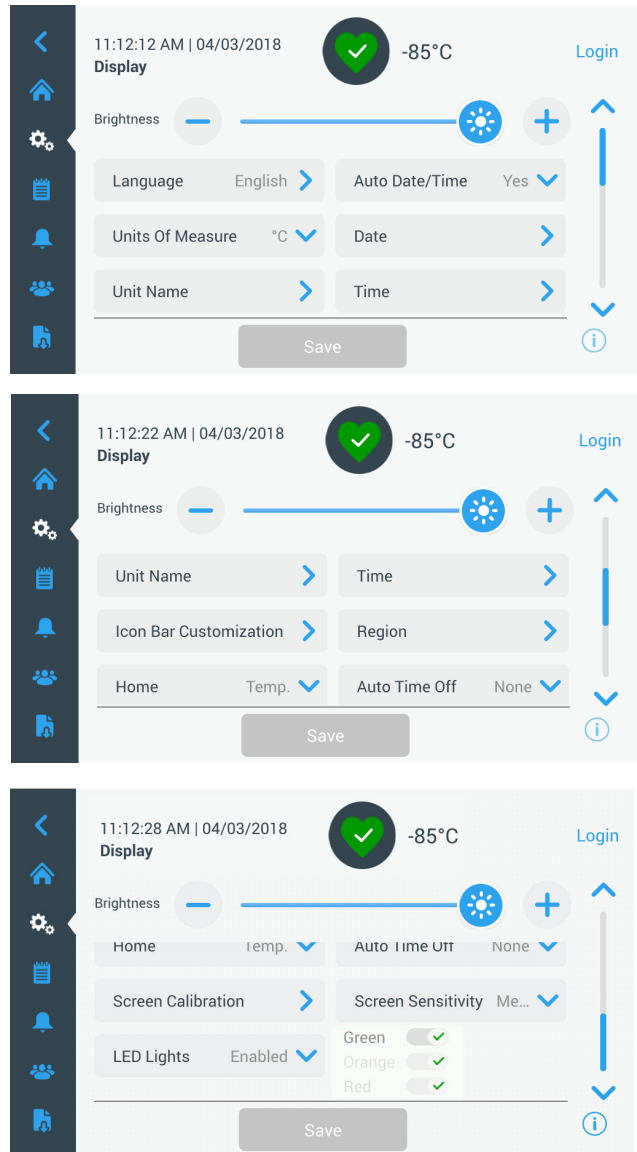 11:12:12 AM | 04/03/2018
Display
-85°C
Login
Brightness
Language English
Auto Date/Time Yes
Units Of Measure °C
Date
Unit Name
Time
Save
11:12:22 AM | 04/03/2018
Display
-85°C
Login
Brightness
Unit Name
Time
Icon Bar Customization
Region
Home Temp.
Auto Time Off None
Save
11:12:28 AM | 04/03/2018
Display
-85°C
Login
Brightness
Home Temp.
Auto Time Off None
Screen Calibration
Screen Sensitivity Me...
LED Lights Enabled
Green
Orange
Red
Save